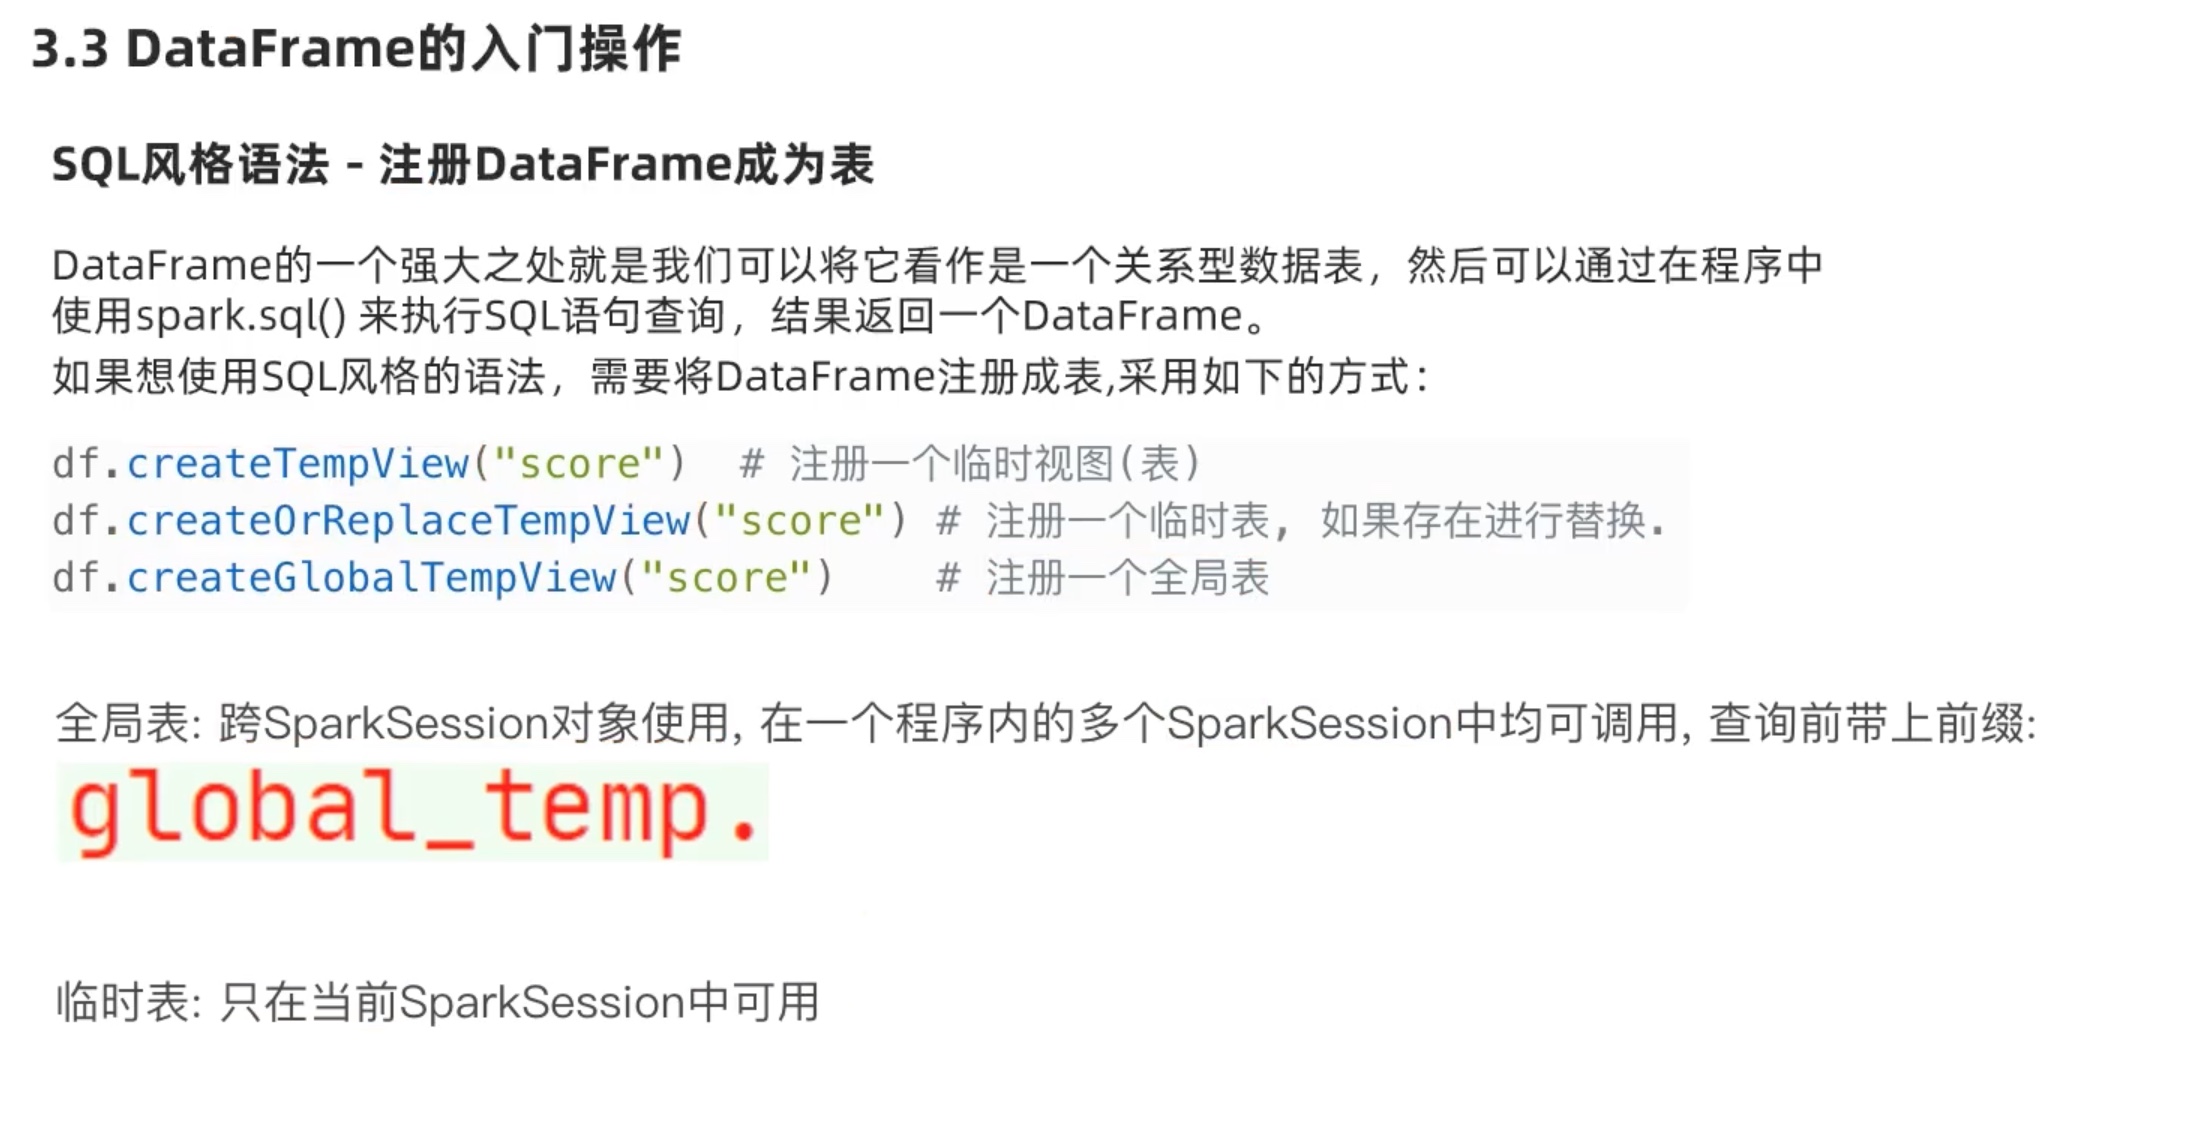 3.3 DataFrame的入门操作
SQL风格语法 - 注册DataFrame成为表
DataFrame的一个强大之处就是我们可以将它看作是一个关系型数据表，然后可以通过在程序中
使用spark.sql() 来执行SQL语句查询，结果返回一个DataFrame。
如果想使用SQL风格的语法，需要将DataFrame注册成表,采用如下的方式：
df.createTempView("score")  # 注册一个临时视图(表)
df.createOrReplaceTempView("score") # 注册一个临时表, 如果存在进行替换.
df.createGlobalTempView("score")    # 注册一个全局表
全局表: 跨SparkSession对象使用, 在一个程序内的多个SparkSession中均可调用, 查询前带上前缀:
global_temp.
临时表: 只在当前SparkSession中可用